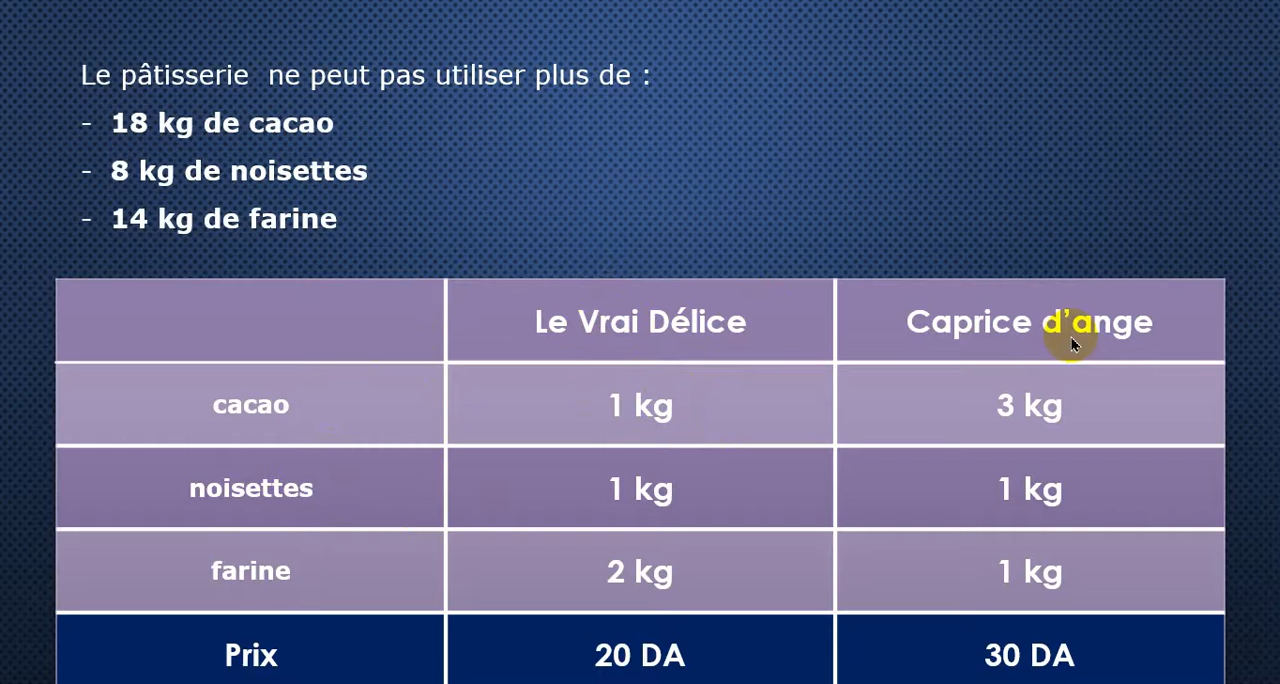 Le pâtisserie ne peut pas utiliser plus de :
- 18 kg de cacao
- 8 kg de noisettes
- 14 kg de farine
Le Vrai Délice Caprice d’ange
cacao 1 kg 3 kg
noisettes 1 kg 1 kg
farine 2 kg 1 kg
Prix 20 DA 30 DA